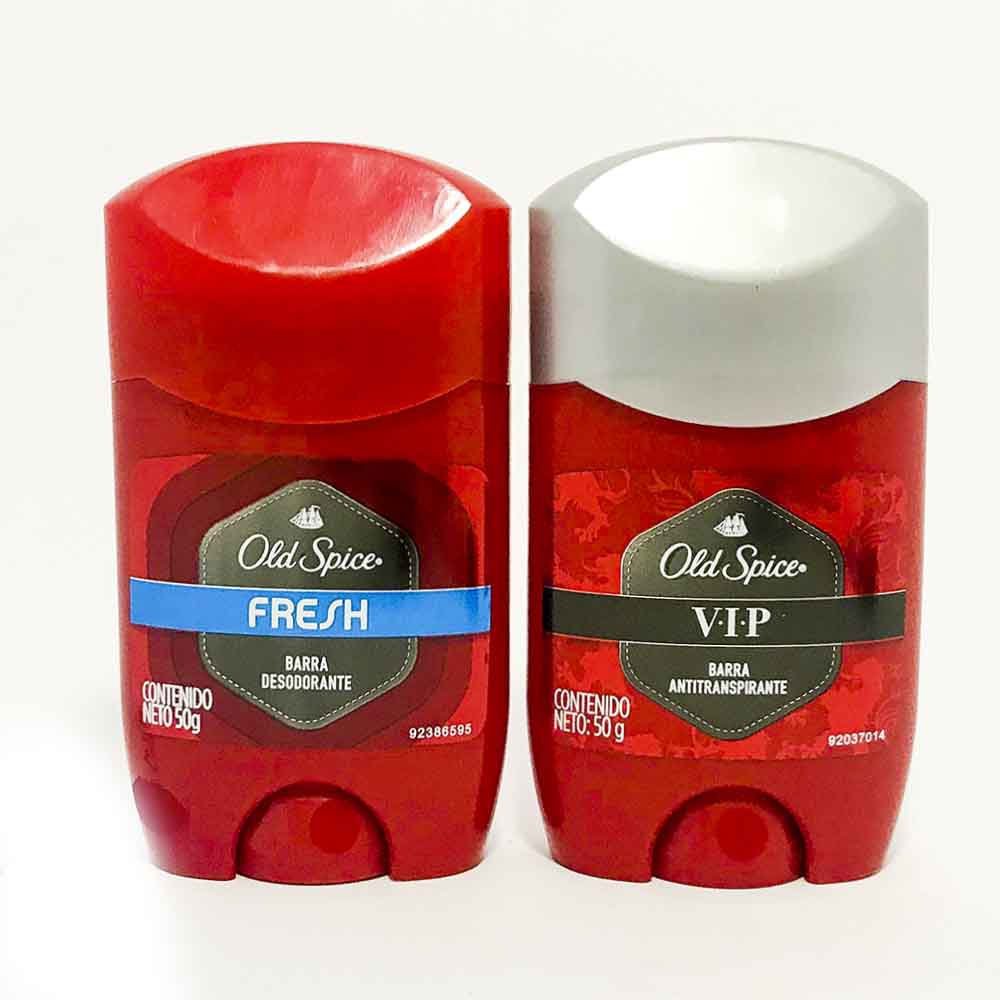 Old Spice
FRESH
BARRA
DESODORANTE
CONTENIDO
NETO 50g
92386595
Old Spice
V·I·P
BARRA
ANTITRANSPIRANTE
CONTENIDO
NETO: 50 g
92037014